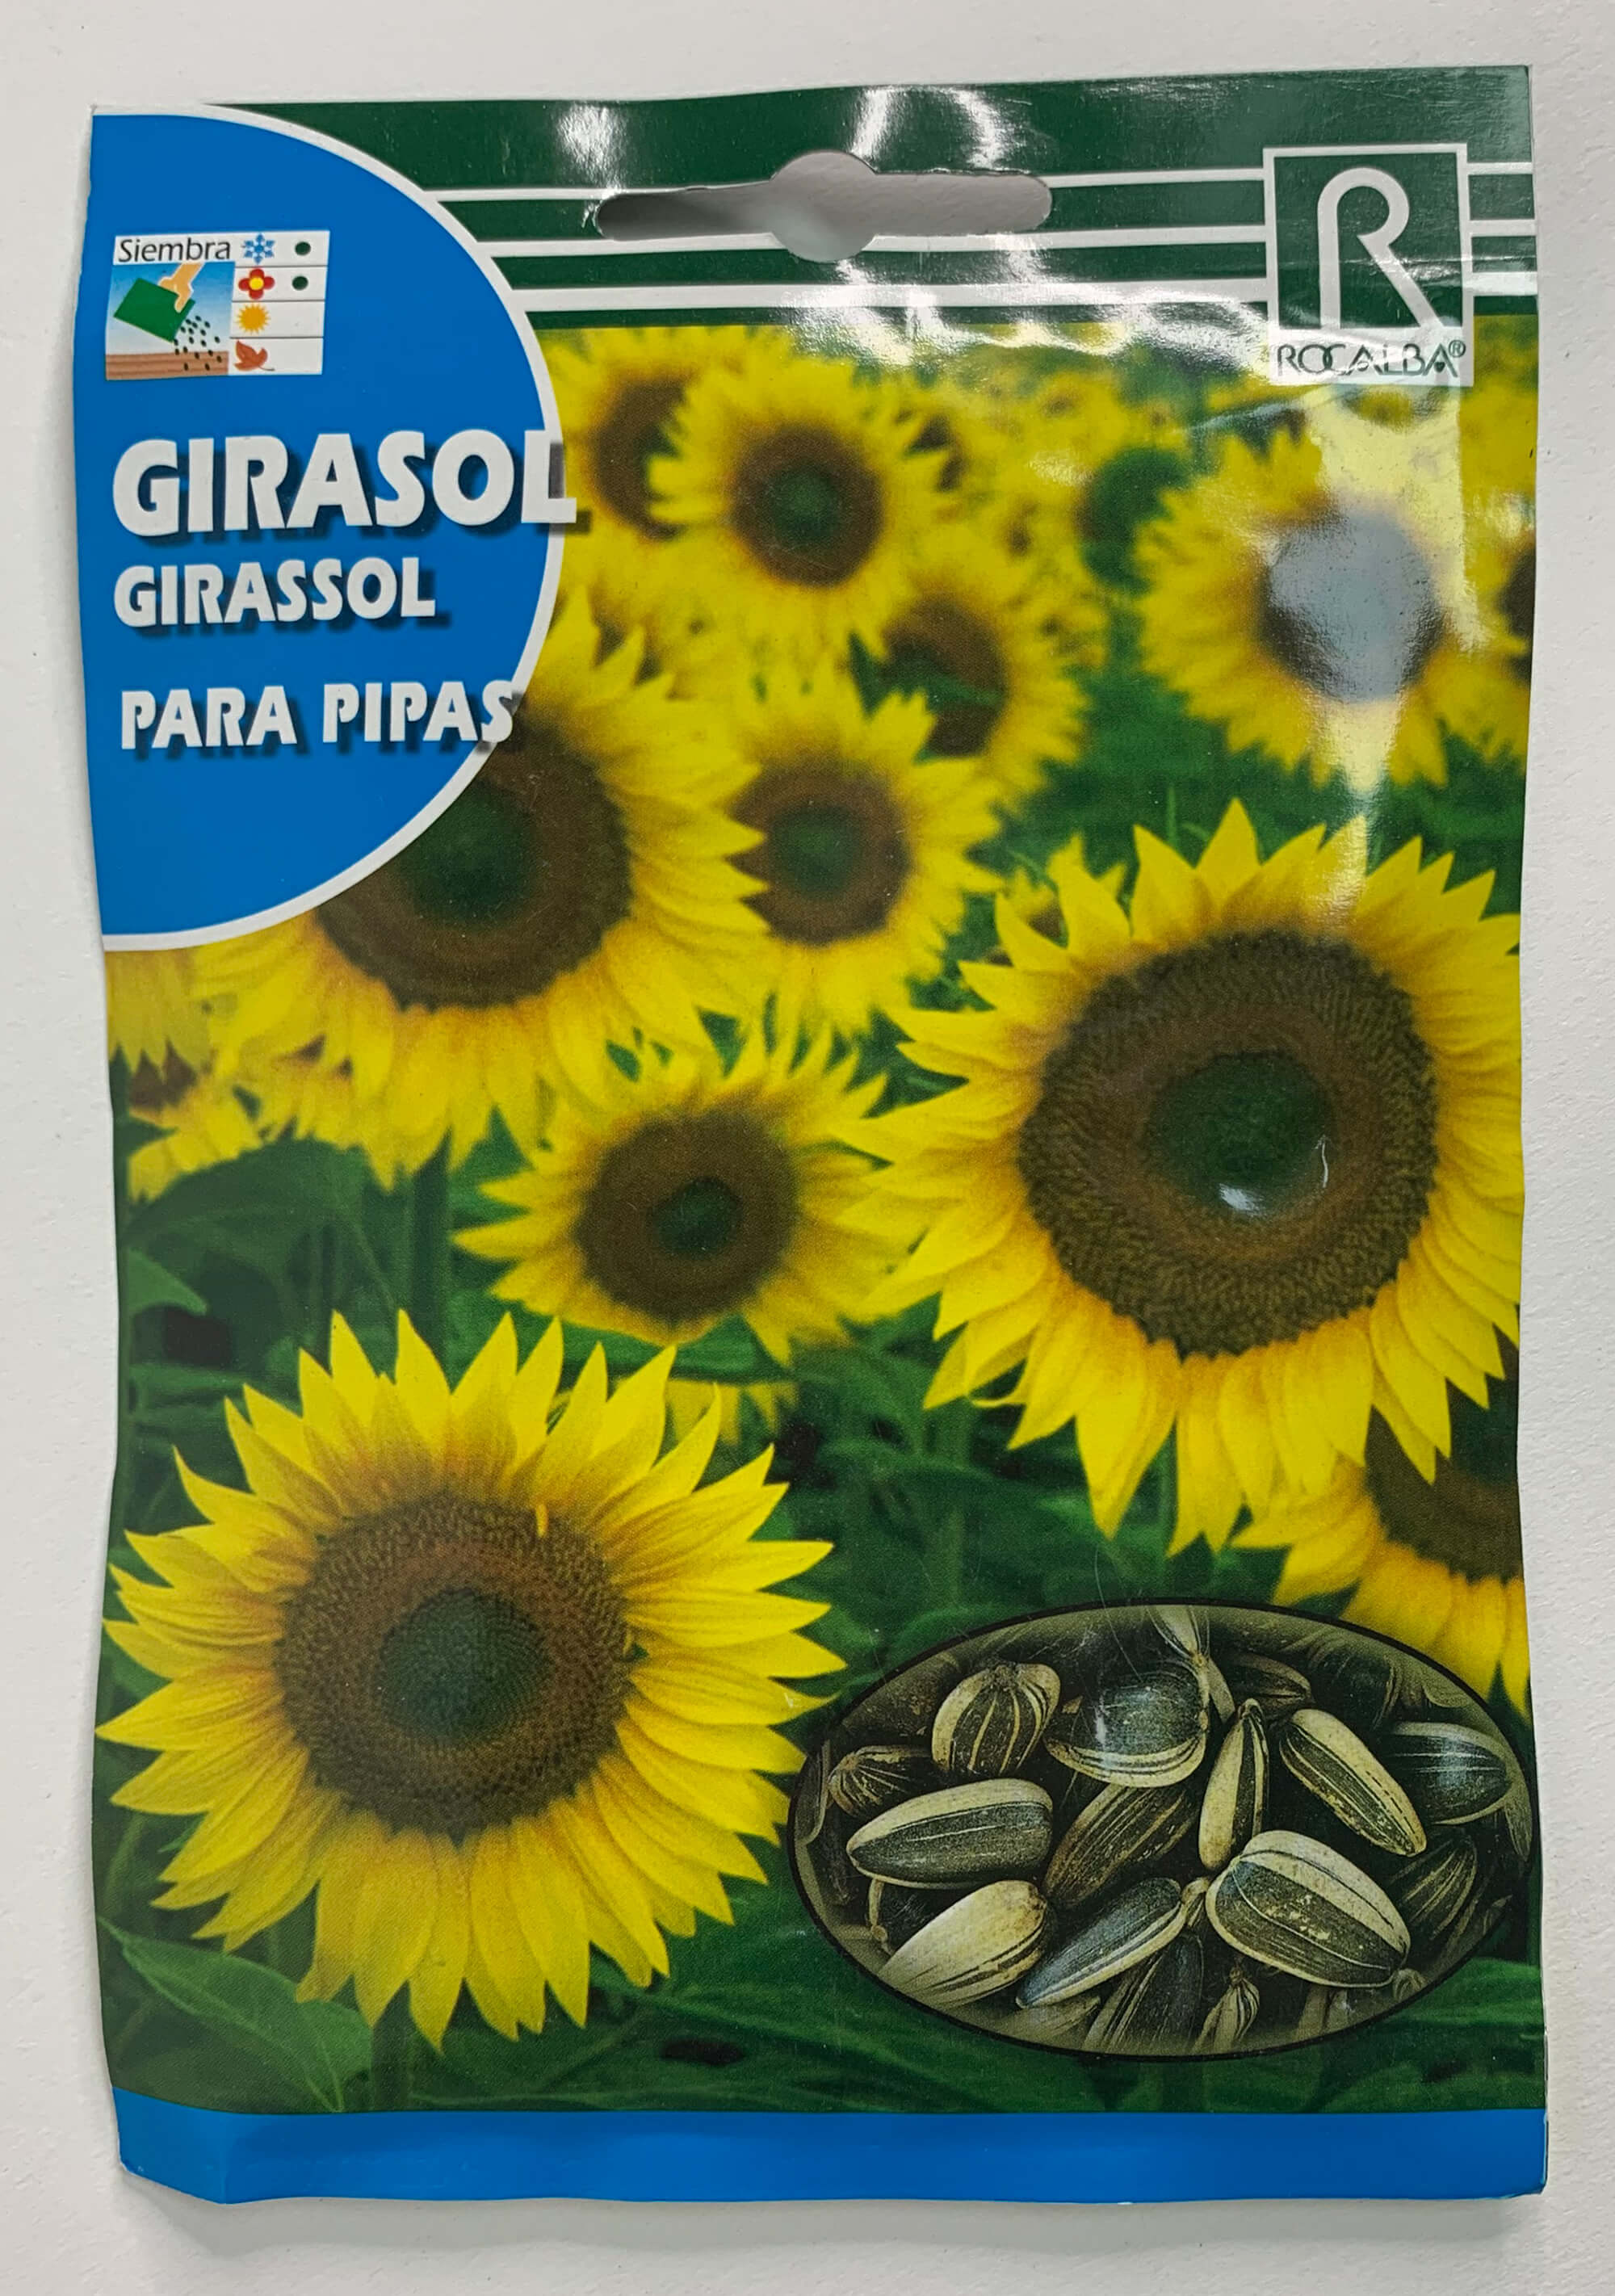 Siembra
R
ROCALBA®
GIRASOL
GIRASSOL
PARA PIPAS